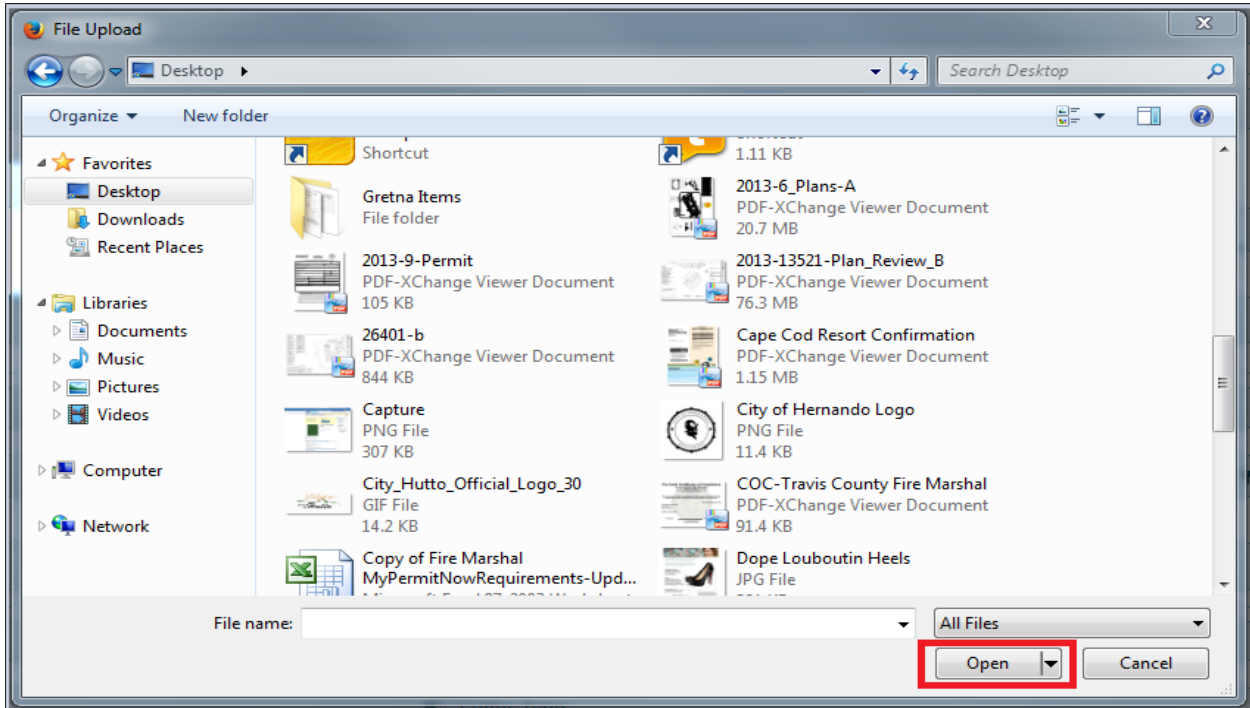 File Upload
Desktop
Search Desktop
Organize
New folder
Favorites
Desktop
Downloads
Recent Places
Libraries
Documents
Music
Pictures
Videos
Computer
Network
Shortcut
1.11 KB
Gretna Items
File folder
2013-6_Plans-A
PDF-XChange Viewer Document
20.7 MB
2013-9-Permit
PDF-XChange Viewer Document
105 KB
2013-13521-Plan_Review_B
PDF-XChange Viewer Document
76.3 MB
26401-b
PDF-XChange Viewer Document
844 KB
Cape Cod Resort Confirmation
PDF-XChange Viewer Document
1.15 MB
Capture
PNG File
307 KB
City of Hernando Logo
PNG File
11.4 KB
City_Hutto_Official_Logo_30
GIF File
14.2 KB
COC-Travis County Fire Marshal
PDF-XChange Viewer Document
91.4 KB
Copy of Fire Marshal
MyPermitNowRequirements-Upd...
Dope Louboutin Heels
JPG File
File name:
All Files
Open
Cancel